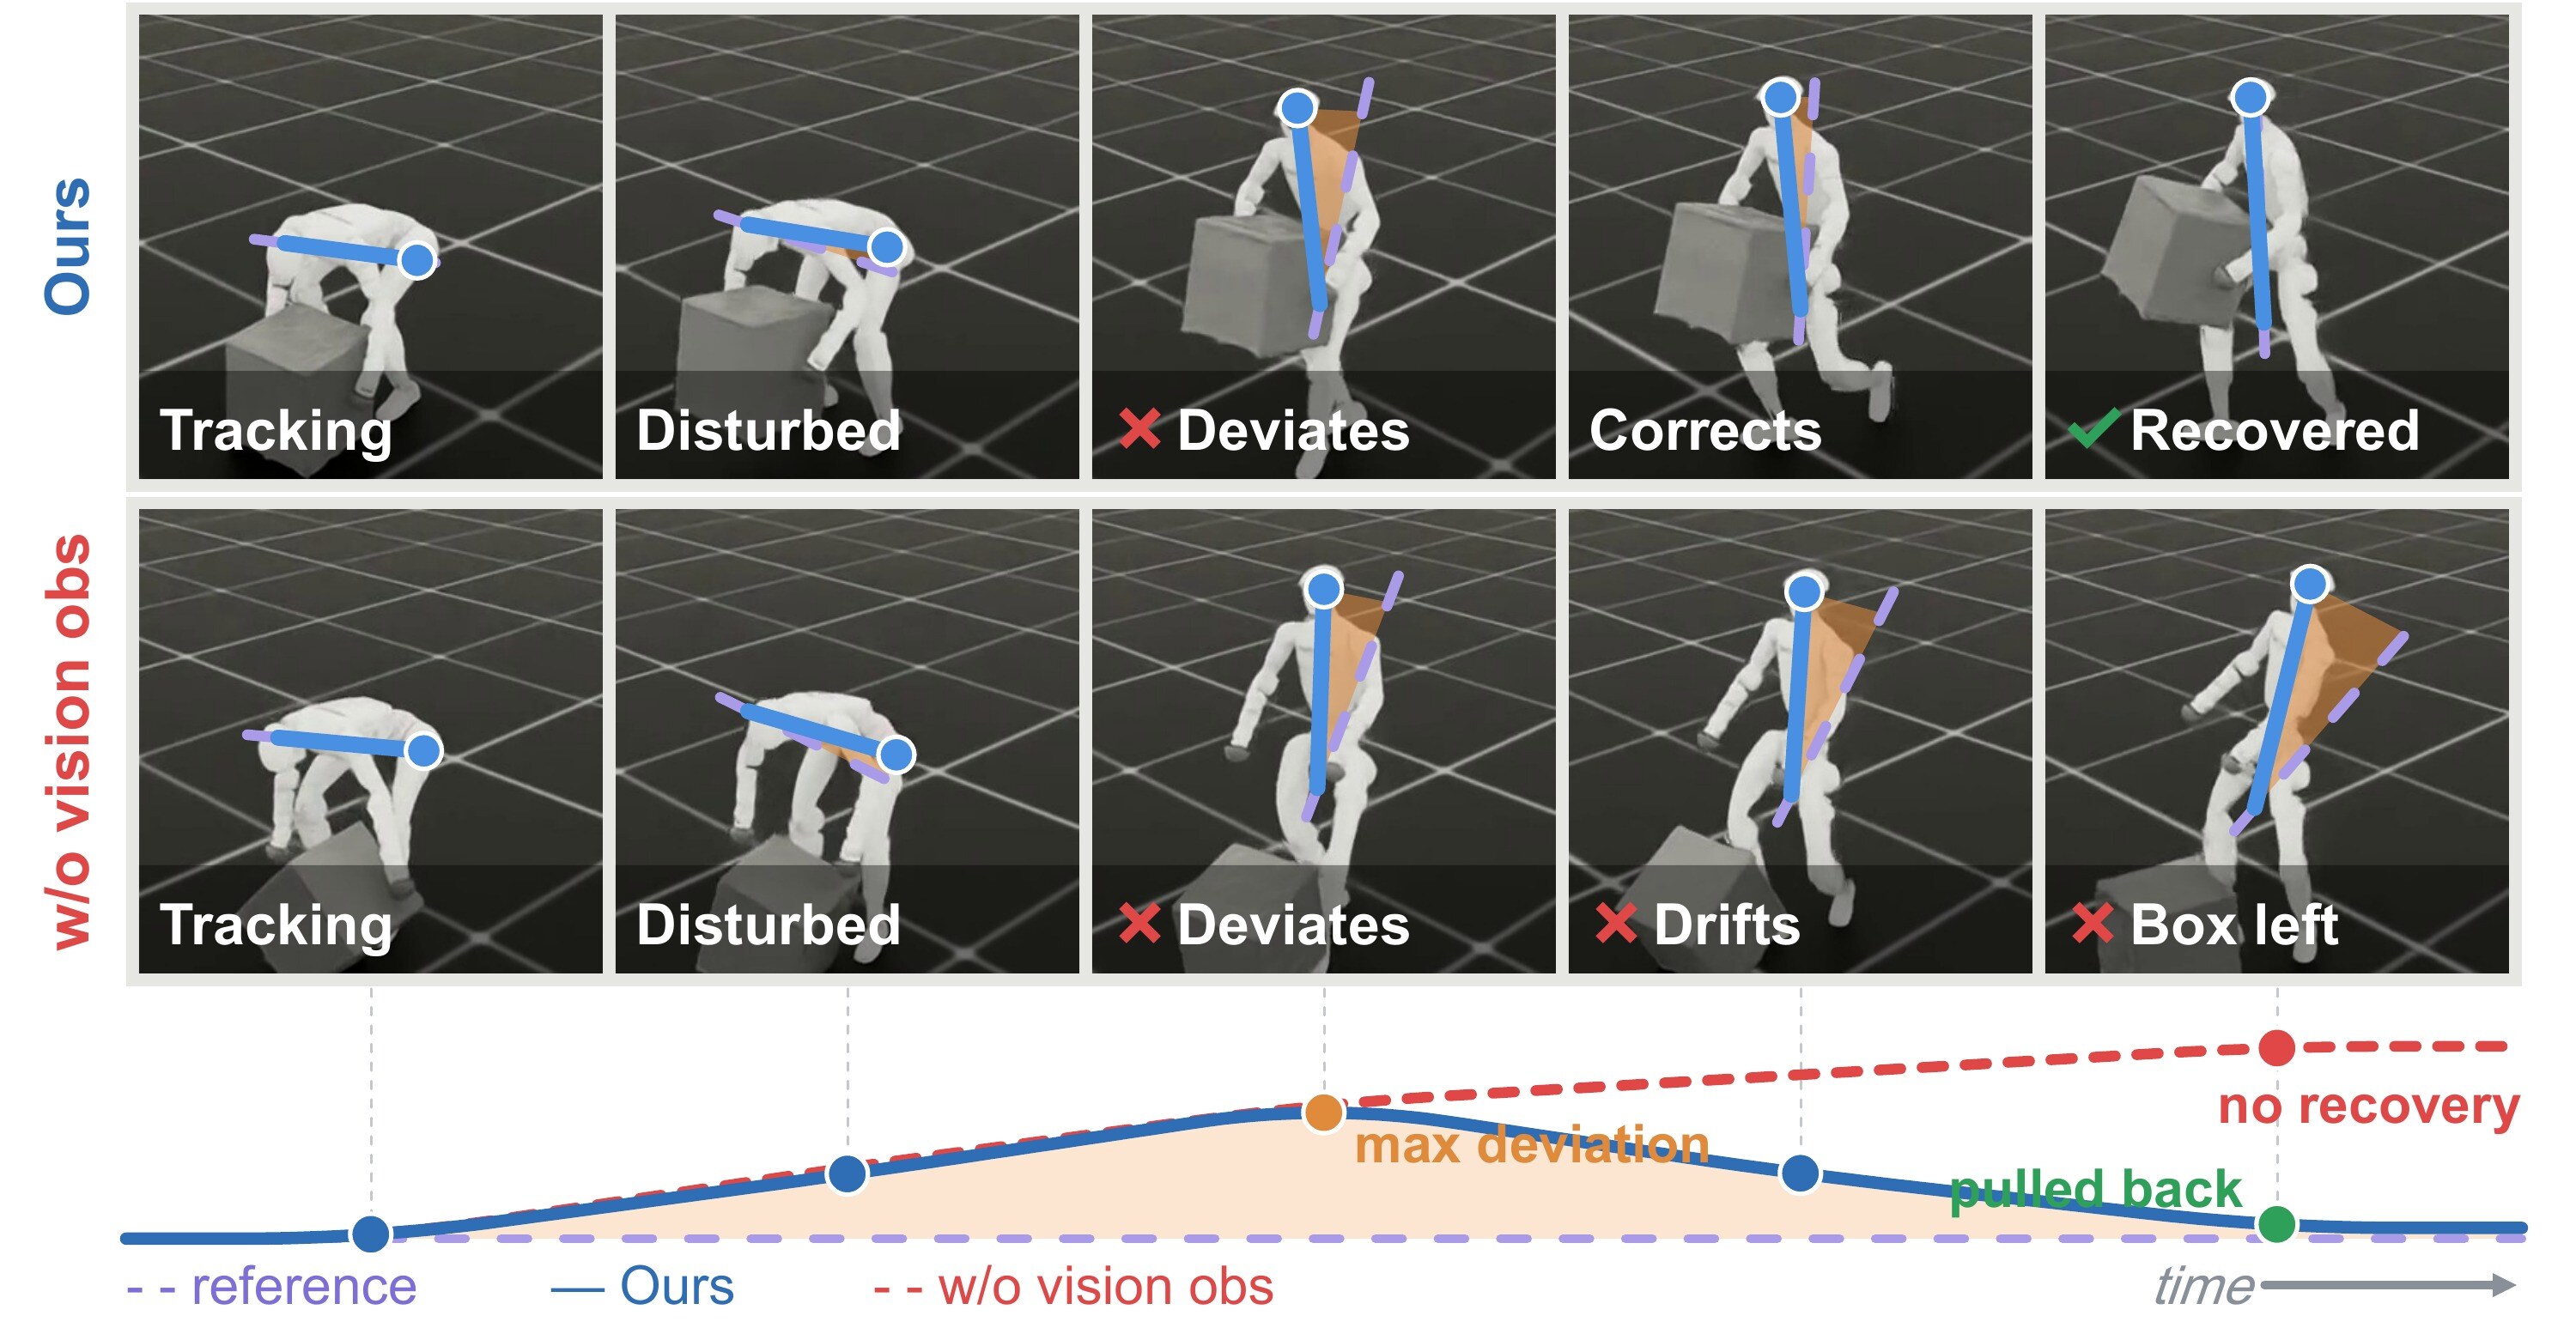 Ours
Tracking
Disturbed
❌ Deviates
Corrects
✓ Recovered
w/o vision obs
Tracking
Disturbed
❌ Deviates
❌ Drifts
❌ Box left
no recovery
max deviation
pulled back
- - reference
— Ours
- - w/o vision obs
time